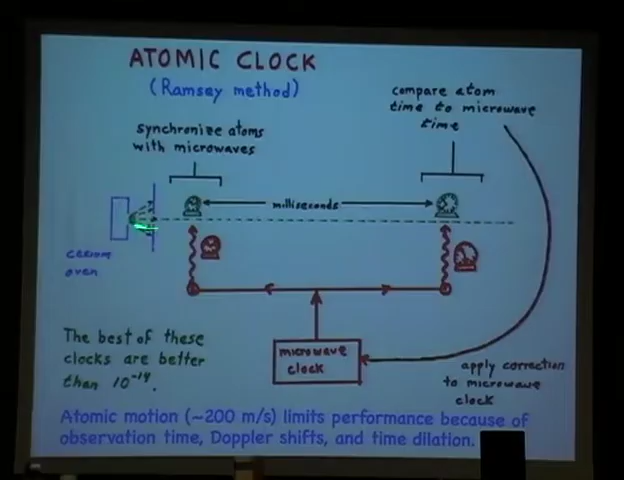 ATOMIC CLOCK
(Ramsey method)
compare atom
time to microwave
time
synchronize atoms
with microwaves
milliseconds
cesium
oven
The best of these
clocks are better
than 10⁻¹⁴.
microwave
clock
apply correction
to microwave
clock
Atomic motion (~200 m/s) limits performance because of
observation time, Doppler shifts, and time dilation.